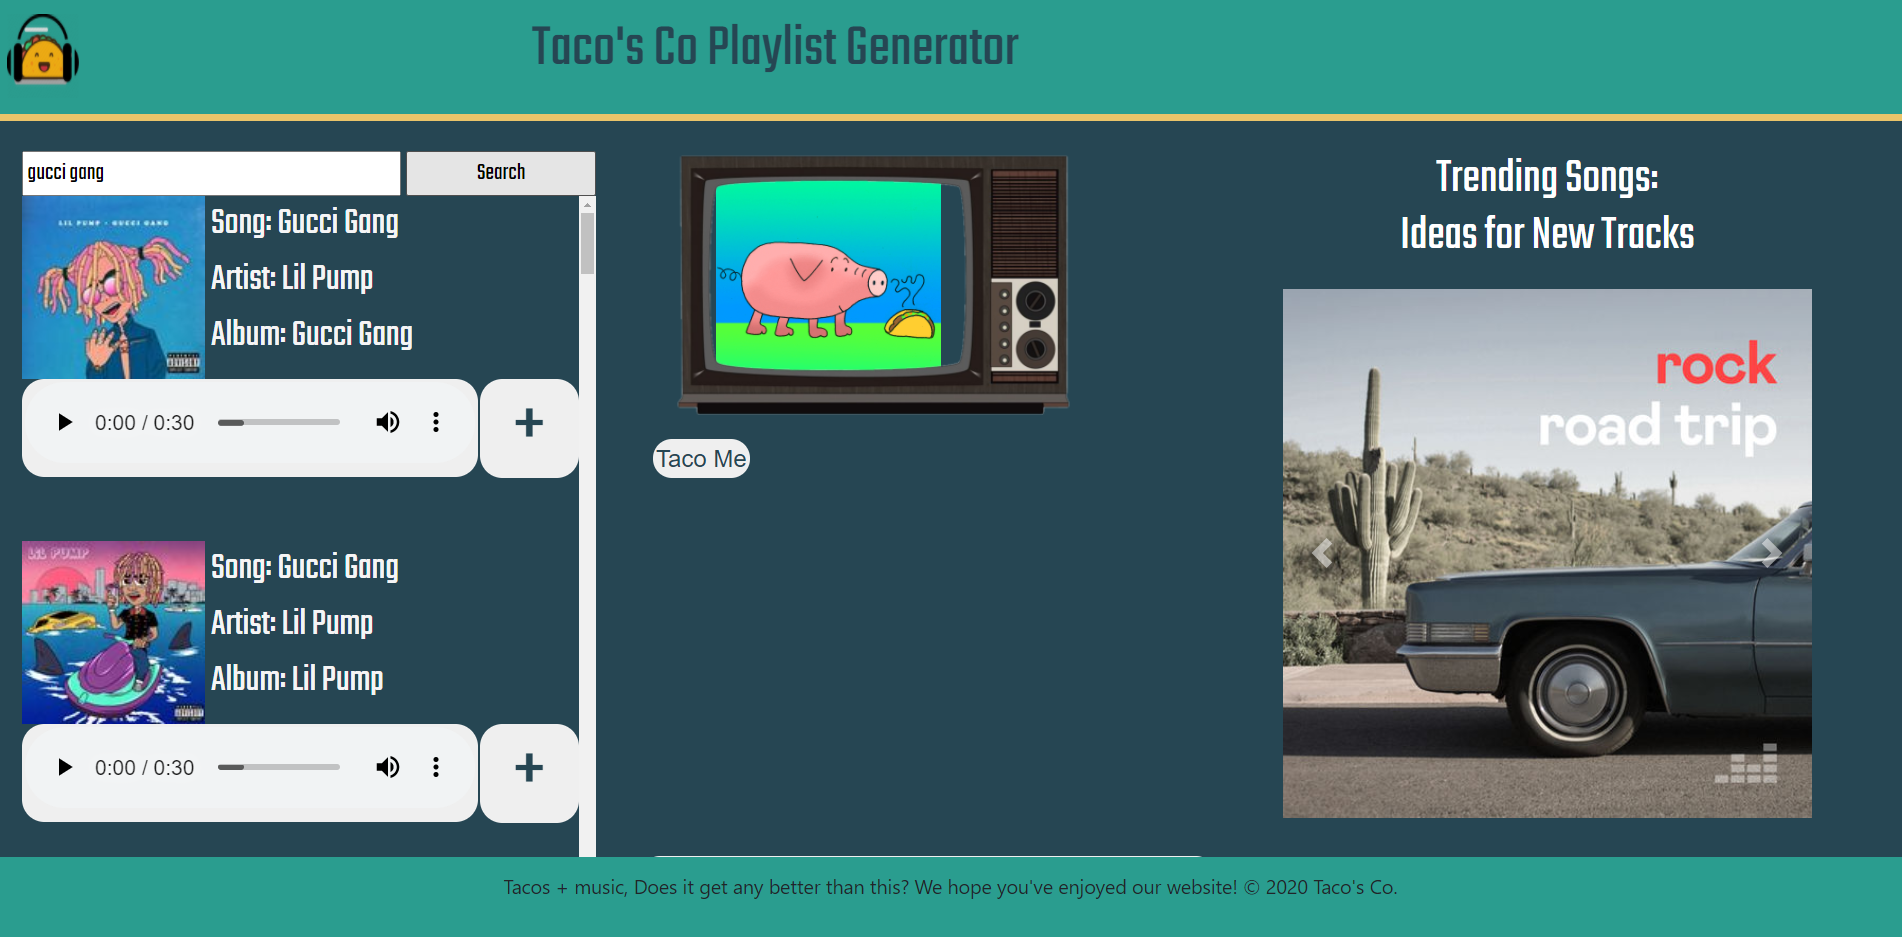 Taco's Co Playlist Generator
gucci gang
Search
LIL PUMP - GUCCI GANG
Song: Gucci Gang
Artist: Lil Pump
Album: Gucci Gang
0:00 / 0:30
+
LIL PUMP
Song: Gucci Gang
Artist: Lil Pump
Album: Lil Pump
0:00 / 0:30
+
Taco Me
Trending Songs:
Ideas for New Tracks
rock
road trip
Tacos + music, Does it get any better than this? We hope you've enjoyed our website! © 2020 Taco's Co.